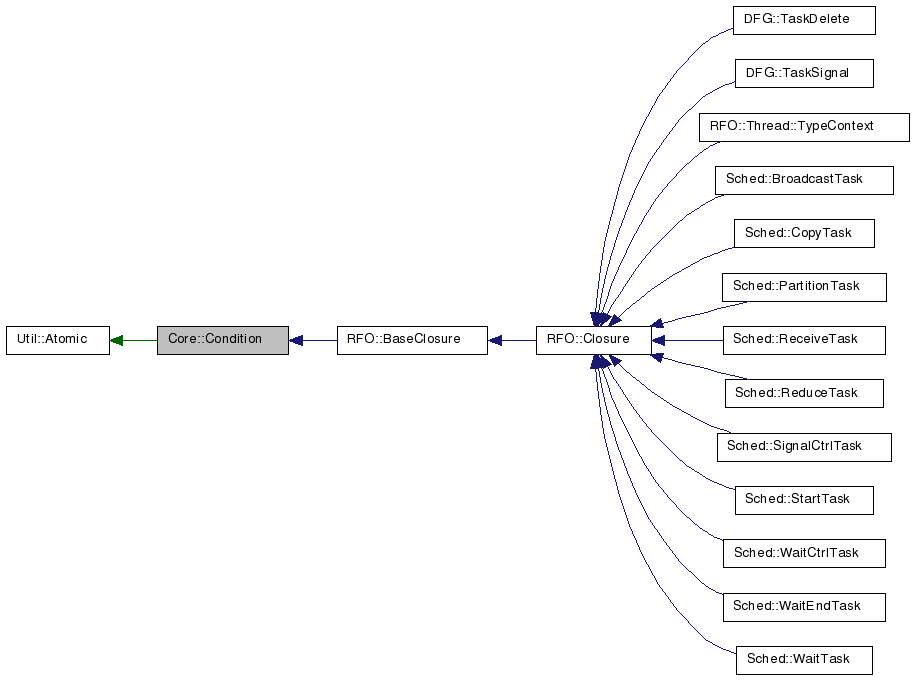 DFG::TaskDelete
DFG::TaskSignal
RFO::Thread::TypeContext
Sched::BroadcastTask
Sched::CopyTask
Sched::PartitionTask
Util::Atomic
Core::Condition
RFO::BaseClosure
RFO::Closure
Sched::ReceiveTask
Sched::ReduceTask
Sched::SignalCtrlTask
Sched::StartTask
Sched::WaitCtrlTask
Sched::WaitEndTask
Sched::WaitTask